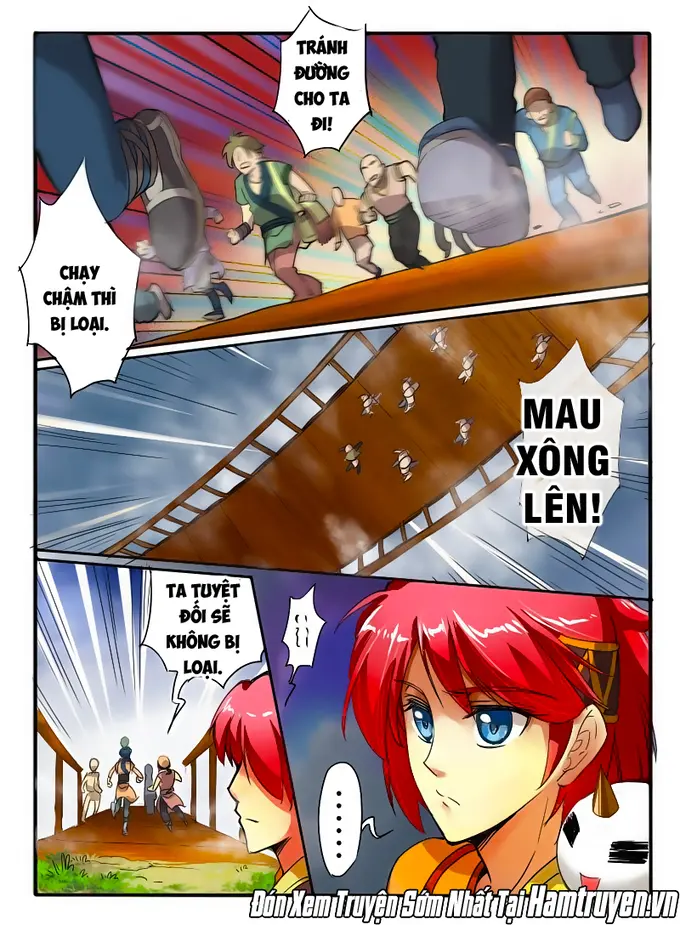 TRÁNH
ĐƯỜNG
CHO TA
ĐI!
CHẠY
CHẬM THÌ
BỊ LOẠI.
MAU
XÔNG
LÊN!
TA TUYỆT
ĐỐI SẼ
KHÔNG BỊ
LOẠI.
!!
......
Đón Xem Truyện Sớm Nhất Tại Hamtruyen.vn